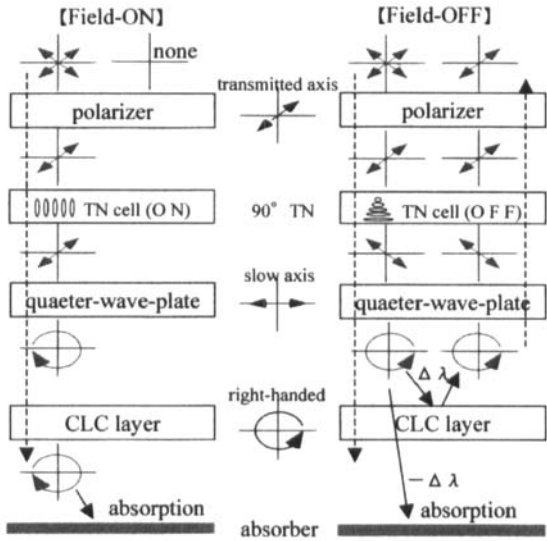 【Field-ON】
【Field-OFF】
none
transmitted axis
polarizer
polarizer
TN cell (O N)
90° TN
TN cell (O F F)
slow axis
quaeter-wave-plate
quaeter-wave-plate
Δ λ
right-handed
CLC layer
CLC layer
－Δ λ
absorption
absorption
absorber